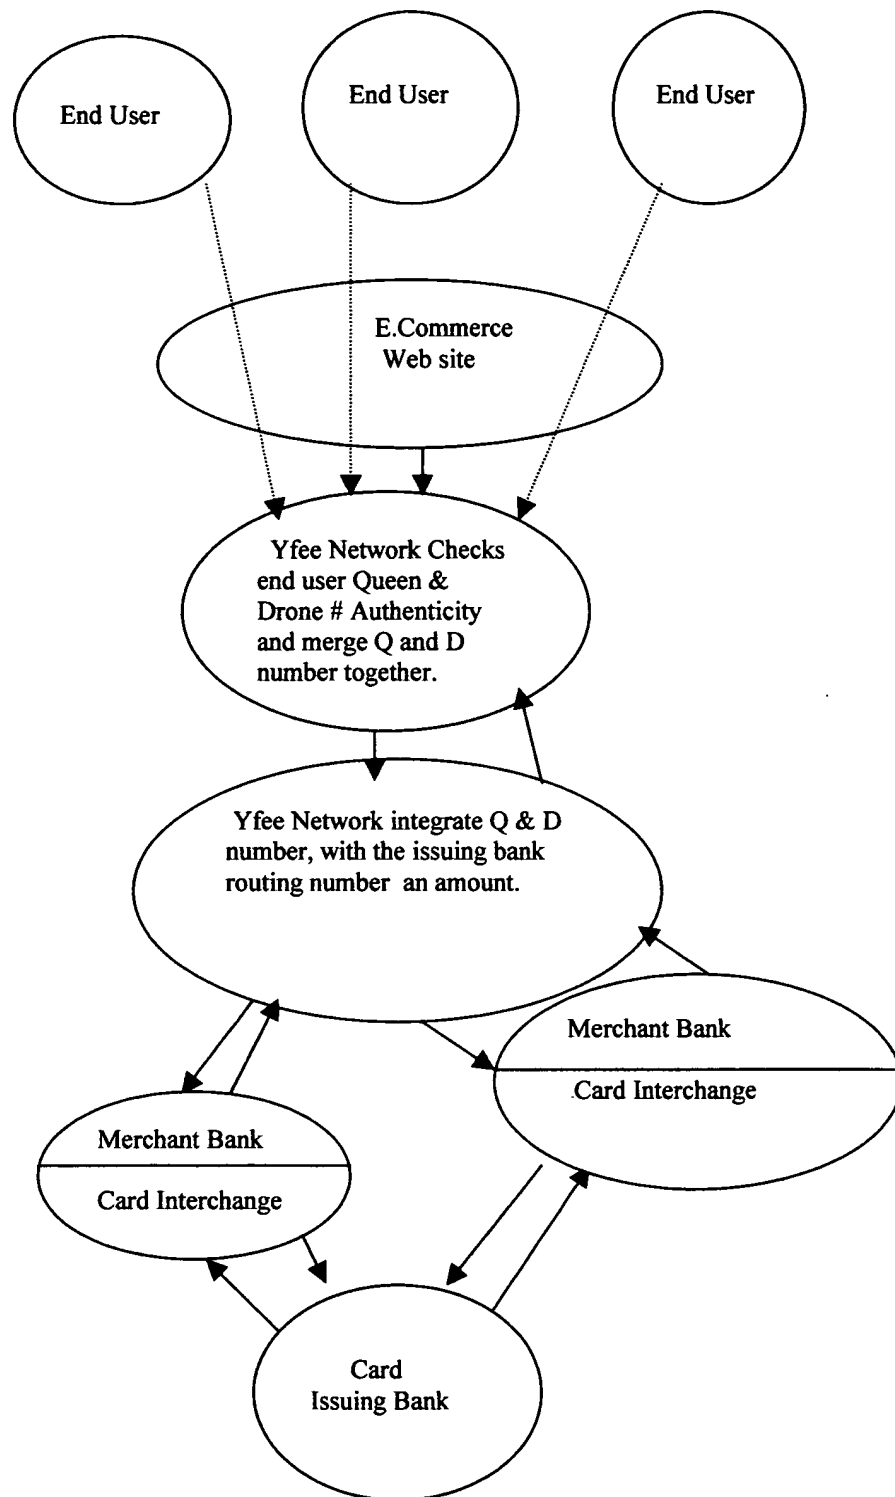 End User
End User
End User
E.Commerce
Web site
Yfee Network Checks
end user Queen &
Drone # Authenticity
and merge Q and D
number together.
Yfee Network integrate Q & D
number, with the issuing bank
routing number an amount.
Merchant Bank
Card Interchange
Merchant Bank
Card Interchange
Card
Issuing Bank